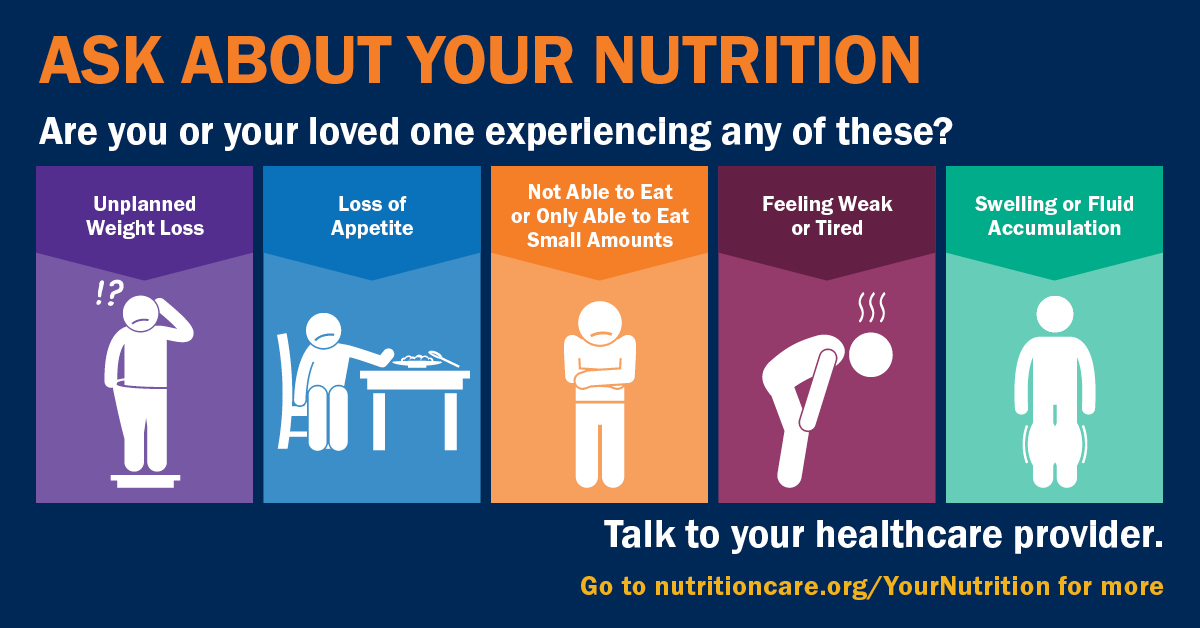 ASK ABOUT YOUR NUTRITION
Are you or your loved one experiencing any of these?
Unplanned
Weight Loss
Loss of
Appetite
Not Able to Eat
or Only Able to Eat
Small Amounts
Feeling Weak
or Tired
Swelling or Fluid
Accumulation
!?
Talk to your healthcare provider.
Go to nutritioncare.org/YourNutrition for more